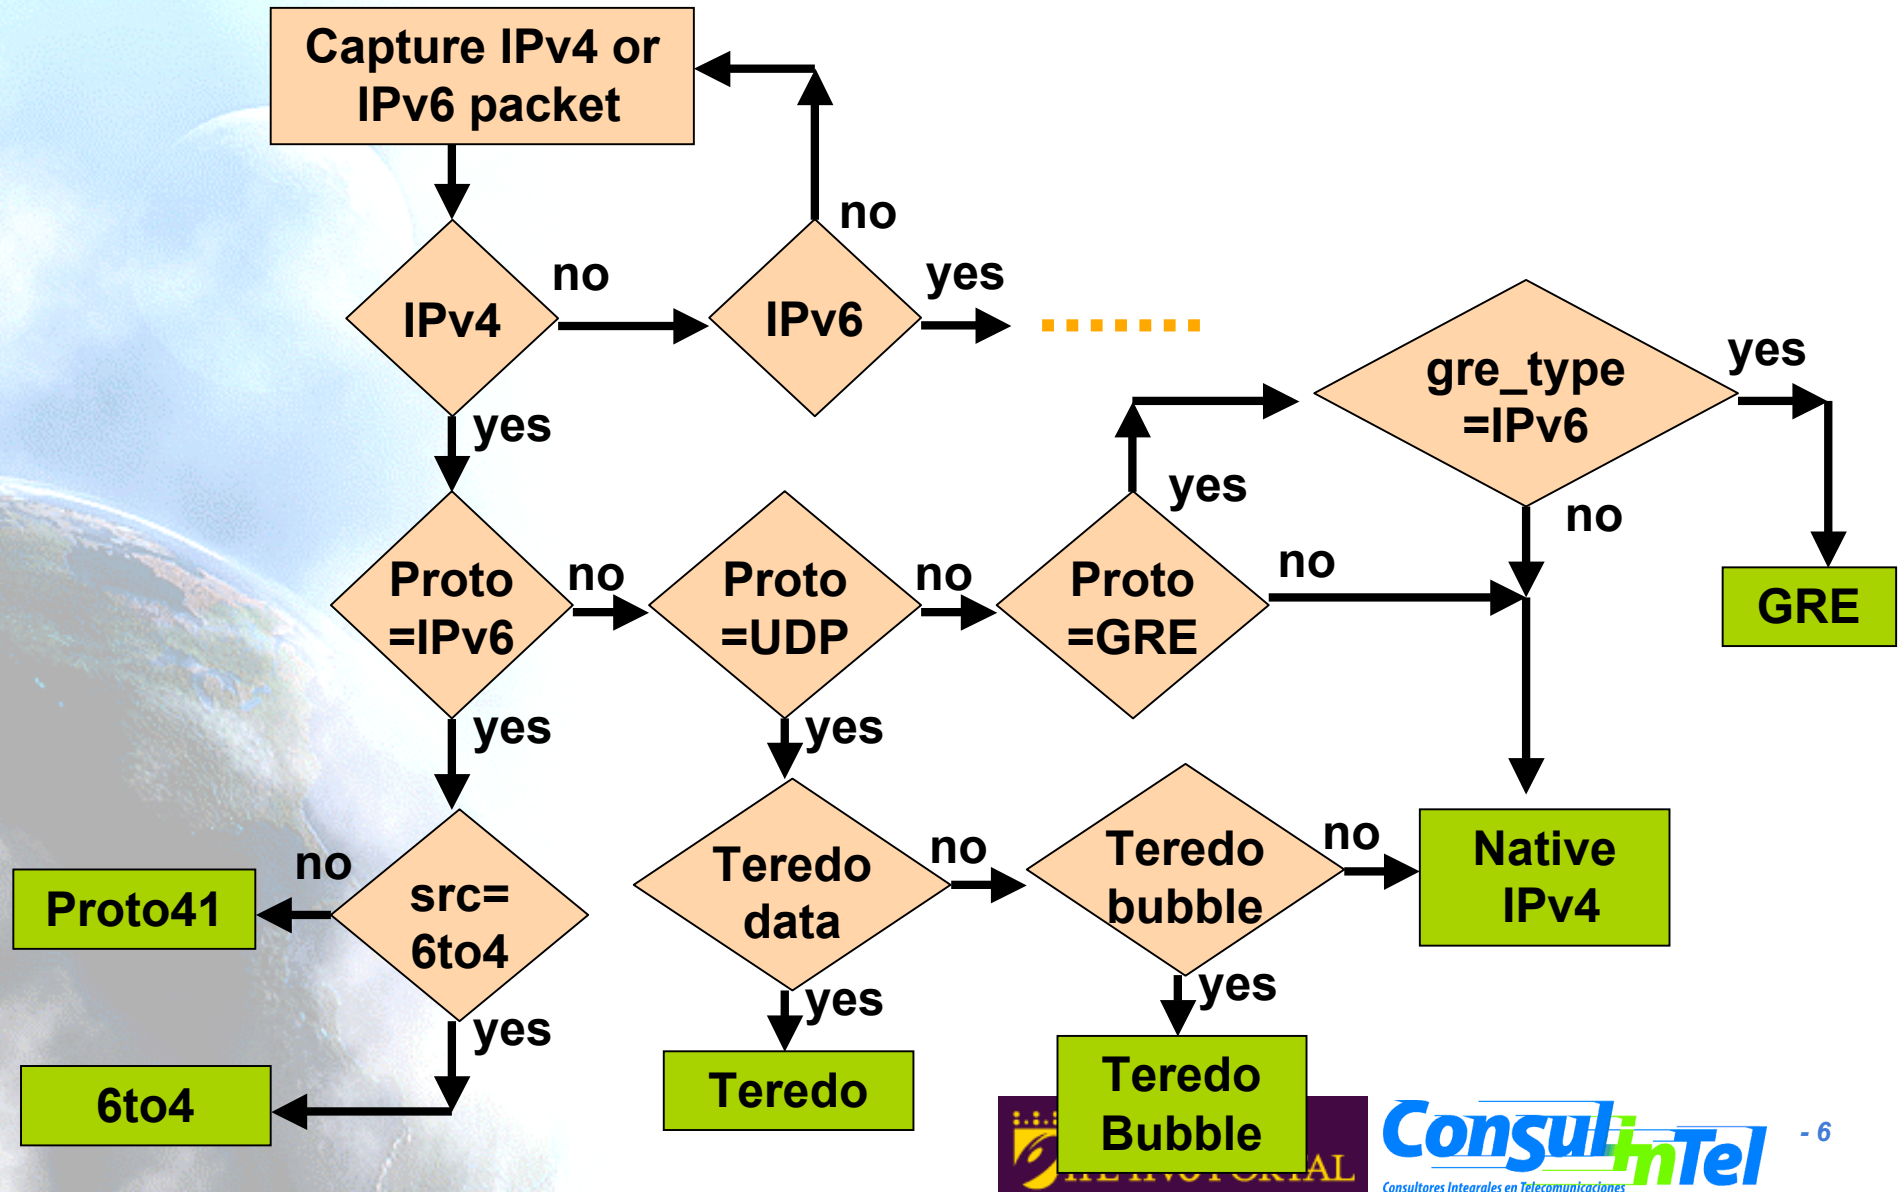 Capture IPv4 or
IPv6 packet
no
IPv4
no
IPv6
yes
gre_type
=IPv6
yes
yes
yes
no
Proto
=IPv6
no
Proto
=UDP
no
Proto
=GRE
no
GRE
yes
yes
no
src=
6to4
Proto41
Teredo
data
no
Teredo
bubble
no
Native
IPv4
yes
yes
yes
6to4
Teredo
Teredo
Bubble
ConsulinTel
Consultores Integrales en Telecomunicaciones
- 6